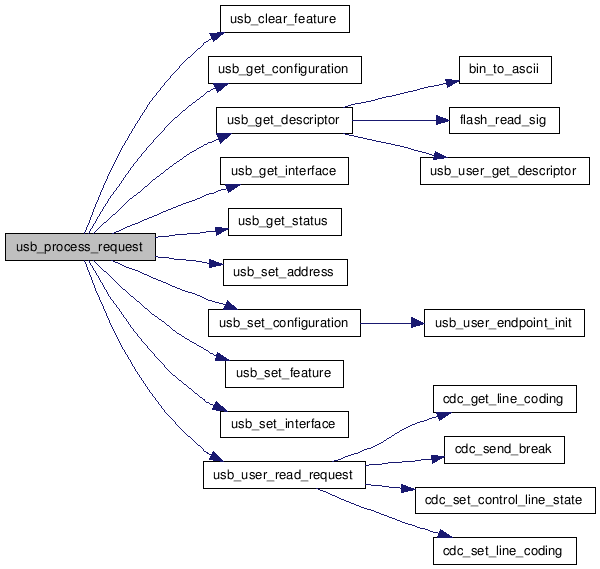 usb_clear_feature
usb_get_configuration
bin_to_ascii
usb_get_descriptor
flash_read_sig
usb_get_interface
usb_user_get_descriptor
usb_get_status
usb_process_request
usb_set_address
usb_set_configuration
usb_user_endpoint_init
usb_set_feature
cdc_get_line_coding
usb_set_interface
cdc_send_break
usb_user_read_request
cdc_set_control_line_state
cdc_set_line_coding